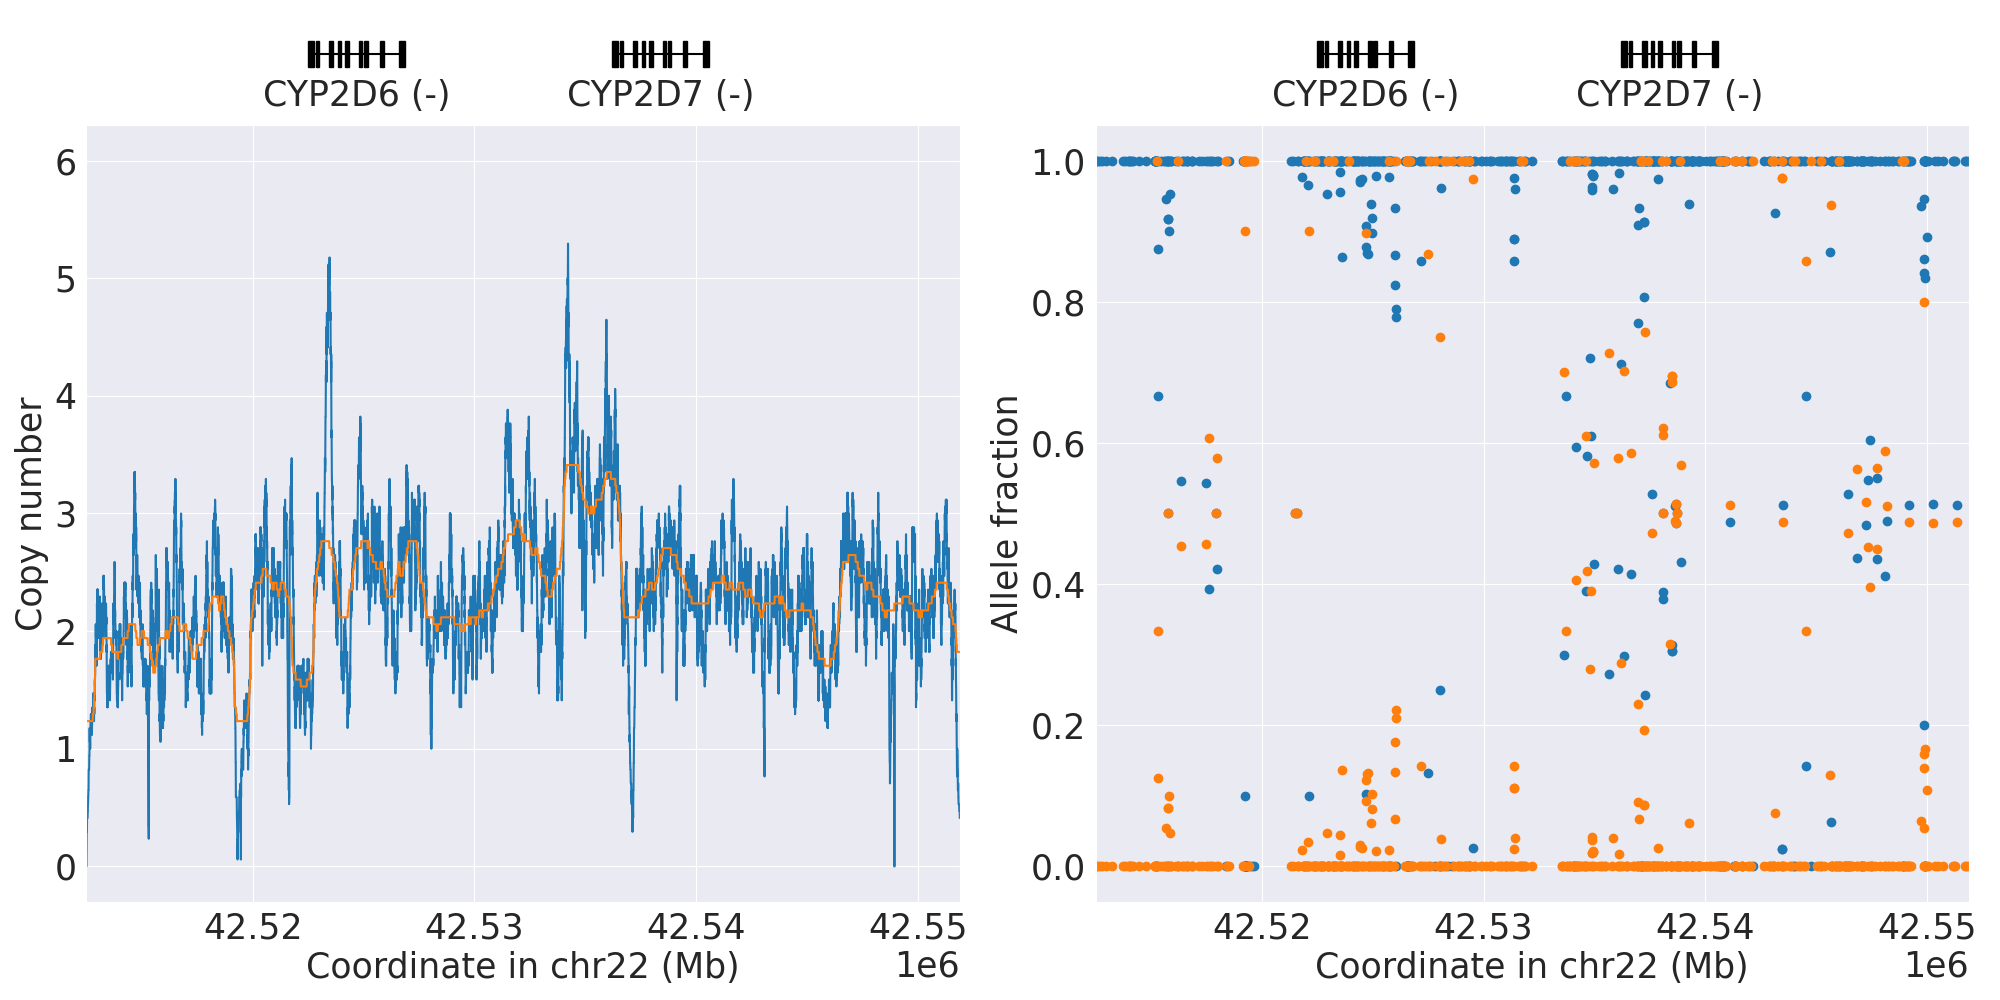 CYP2D6 (-)
CYP2D7 (-)
6
5
4
3
2
1
0
Copy number
42.52
42.53
42.54
42.55
Coordinate in chr22 (Mb)
1e6
CYP2D6 (-)
CYP2D7 (-)
1.0
0.8
0.6
0.4
0.2
0.0
Allele fraction
42.52
42.53
42.54
42.55
Coordinate in chr22 (Mb)
1e6